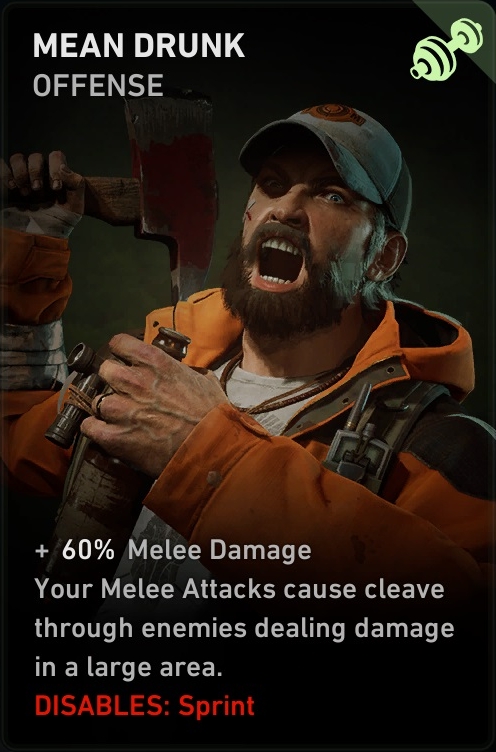 MEAN DRUNK
OFFENSE
+ 60% Melee Damage
Your Melee Attacks cause cleave
through enemies dealing damage
in a large area.
DISABLES: Sprint